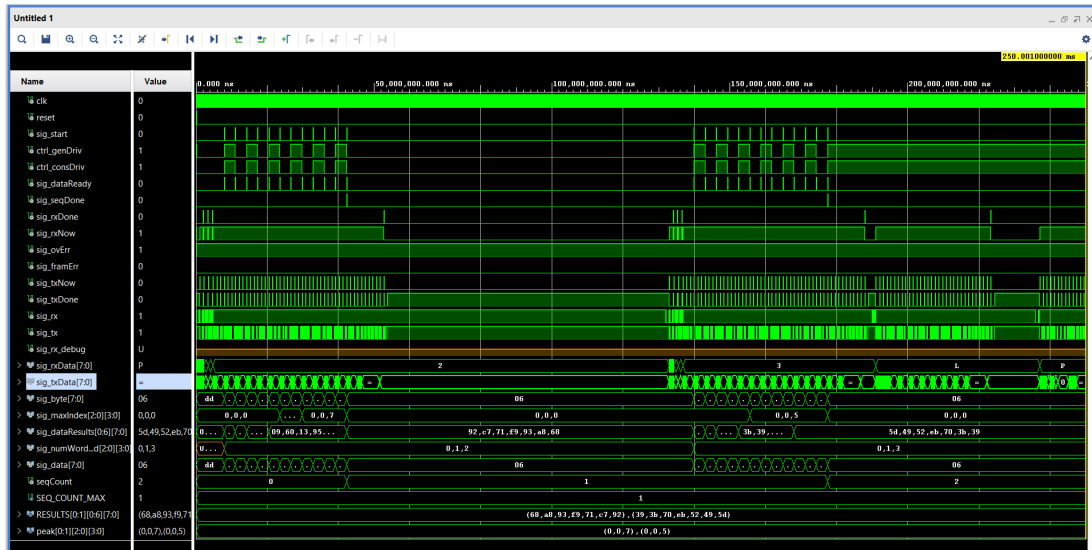 Untitled 1
250.001000000 ms
Name Value
0.000 ns 50,000,000.000 ns 100,000,000.000 ns 150,000,000.000 ns 200,000,000.000 ns
clk 0
reset 0
sig_start 0
ctrl_genDriv 1
ctrl_consDriv 1
sig_dataReady 0
sig_seqDone 0
sig_rxDone 0
sig_rxNow 1
sig_ovErr 1
sig_framErr 0
sig_txNow 0
sig_txDone 0
sig_rx 1
sig_tx 1
sig_rx_debug U
sig_rxData[7:0] P 2 3 L P
sig_txData[7:0] = = = = 0 =
sig_byte[7:0] 06 dd 06 06
sig_maxIndex[2:0][3:0] 0,0,0 0,0,0 ... 0,0,7 0,0,0 0,0,5 0,0,0
sig_dataResults[0:6][7:0] 5d,49,52,eb,70 0... ... 09,60,13,95... 92,c7,71,f9,93,a8,68 ... 3b,39,... 5d,49,52,eb,70,3b,39
sig_numWord...d[2:0][3:0] 0,1,3 U... 0,1,2 0,1,3
sig_data[7:0] 06 dd 06 06
seqCount 2 0 1 2
SEQ_COUNT_MAX 1 1
RESULTS[0:1][0:6][7:0] (68,a8,93,f9,71 (68,a8,93,f9,71,c7,92),(39,3b,70,eb,52,49,5d)
peak[0:1][2:0][3:0] (0,0,7),(0,0,5) (0,0,7),(0,0,5)